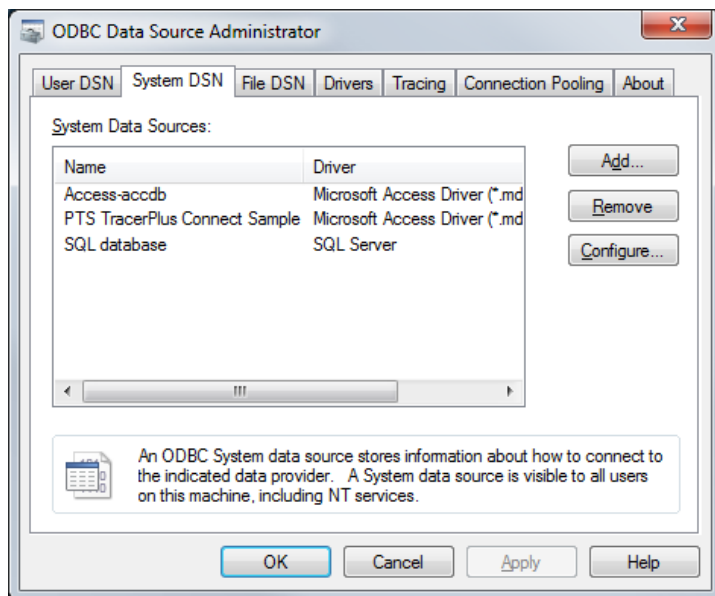 ODBC Data Source Administrator
User DSN System DSN File DSN Drivers Tracing Connection Pooling About
System Data Sources:
Name Driver
Access-accdb Microsoft Access Driver (*.md
PTS TracerPlus Connect Sample Microsoft Access Driver (*.md
SQL database SQL Server
Add...
Remove
Configure...
An ODBC System data source stores information about how to connect to
the indicated data provider. A System data source is visible to all users
on this machine, including NT services.
OK Cancel Apply Help